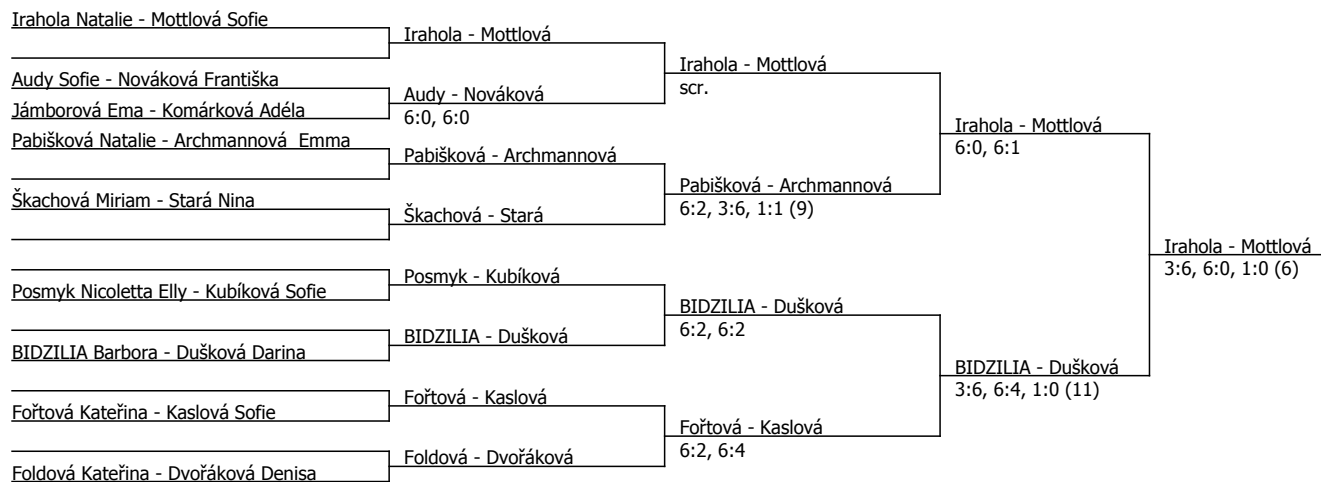 Irahola Natalie - Mottlová Sofie
Audy Sofie - Nováková Františka
Jámborová Ema - Komárková Adéla
Pabišková Natalie - Archmannová  Emma
Škachová Miriam - Stará Nina
Posmyk Nicoletta Elly - Kubíková Sofie
BIDZILIA Barbora - Dušková Darina
Fořtová Kateřina - Kaslová Sofie
Foldová Kateřina - Dvořáková Denisa
Irahola - Mottlová
Audy - Nováková
6:0, 6:0
Pabišková - Archmannová
Škachová - Stará
Posmyk - Kubíková
BIDZILIA - Dušková
Fořtová - Kaslová
Foldová - Dvořáková
Irahola - Mottlová
scr.
Pabišková - Archmannová
6:2, 3:6, 1:1 (9)
BIDZILIA - Dušková
6:2, 6:2
Fořtová - Kaslová
6:2, 6:4
Irahola - Mottlová
6:0, 6:1
BIDZILIA - Dušková
3:6, 6:4, 1:0 (11)
Irahola - Mottlová
3:6, 6:0, 1:0 (6)